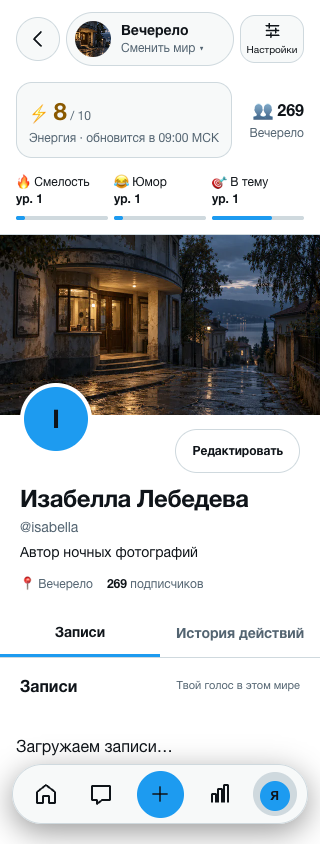 Вечерело
Сменить мир ▾
Настройки
⚡ 8 / 10
Энергия · обновится в 09:00 МСК
👥 269
Вечерело
🔥 Смелость
ур. 1
😂 Юмор
ур. 1
🎯 В тему
ур. 1
I
Редактировать
Изабелла Лебедева
@isabella
Автор ночных фотографий
📍 Вечерело 269 подписчиков
Записи
История действий
Записи
Твой голос в этом мире
Загружаем записи...
Я